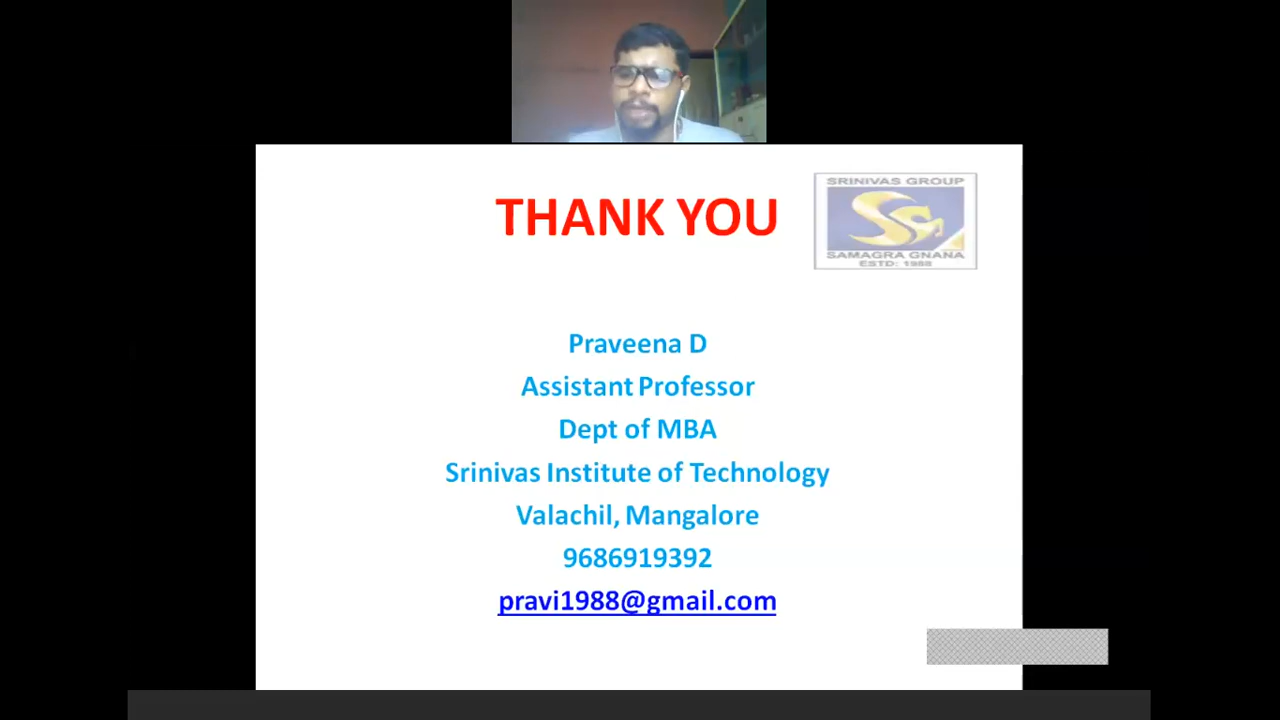 THANK YOU
SRINIVAS GROUP
SAMAGRA GNANA
ESTD: 1988
Praveena D
Assistant Professor
Dept of MBA
Srinivas Institute of Technology
Valachil, Mangalore
9686919392
pravi1988@gmail.com